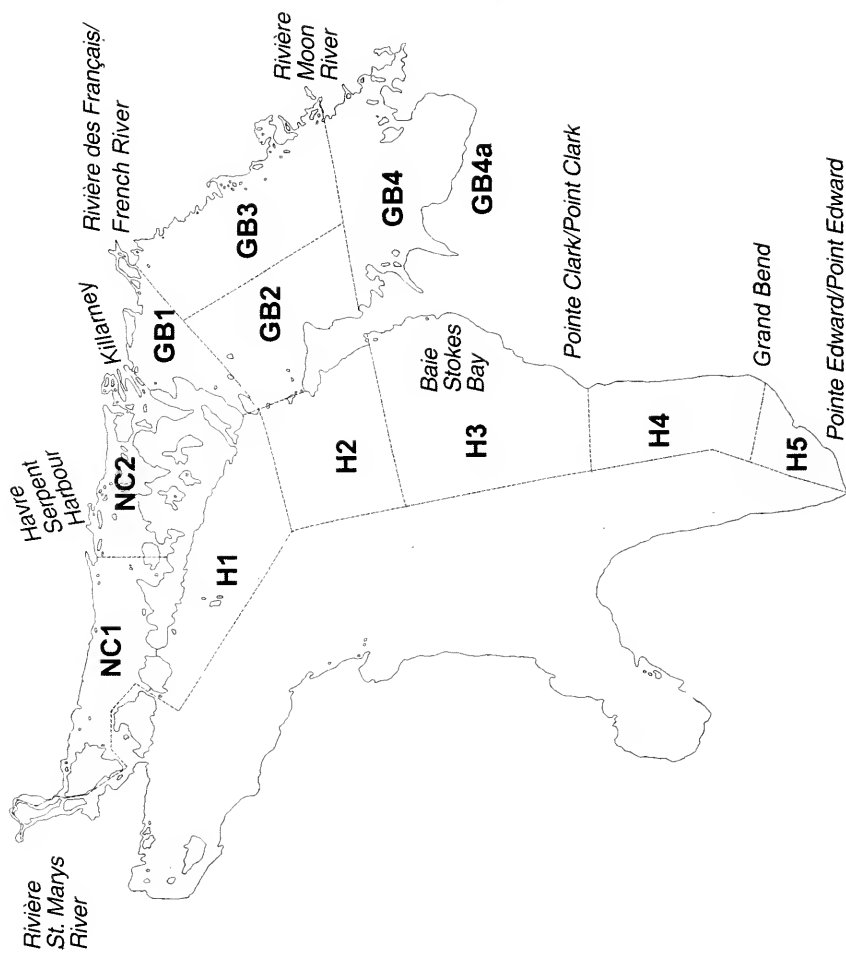 Rivière
St. Marys
River
Havre
Serpent
Harbour
Killarney
Rivière des Français/
French River
Rivière
Moon
River
NC1
NC2
GB1
GB2
GB3
GB4
GB4a
H1
H2
H3
H4
H5
Baie
Stokes
Bay
Pointe Clark/Point Clark
Grand Bend
Pointe Edward/Point Edward